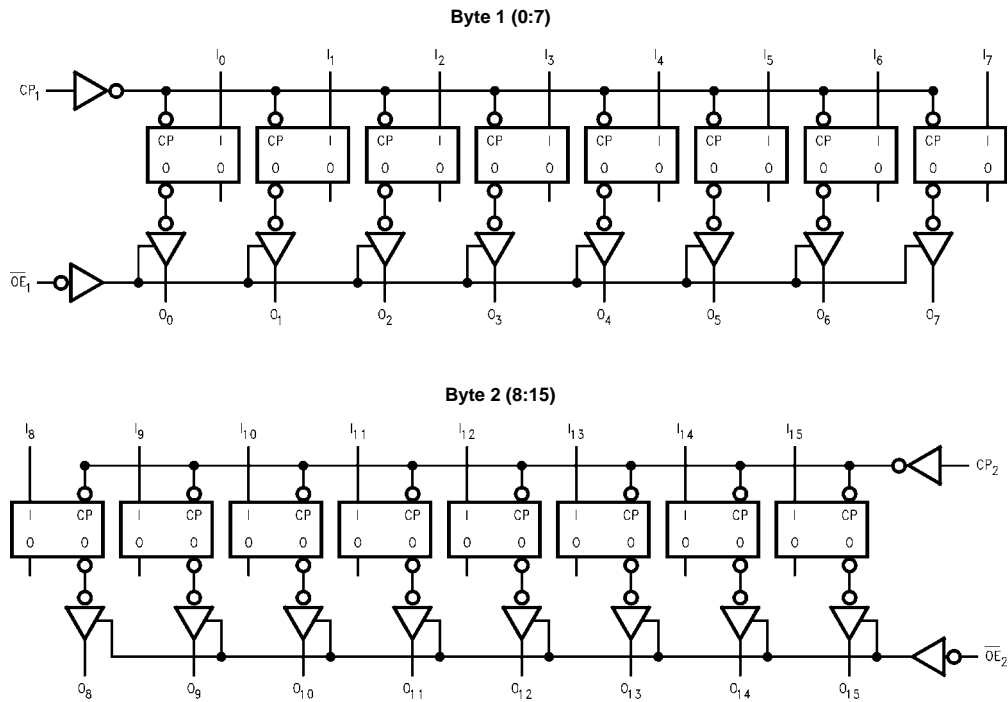 Byte 1 (0:7)
I0 I1 I2 I3 I4 I5 I6 I7
CP1
CP I CP I CP I CP I CP I CP I CP I CP I
O O O O O O O O O O O O O O O O
OE1
O0 O1 O2 O3 O4 O5 O6 O7
Byte 2 (8:15)
I8 I9 I10 I11 I12 I13 I14 I15
CP2
I CP I CP I CP I CP I CP I CP I CP I CP
O O O O O O O O O O O O O O O O
OE2
O8 O9 O10 O11 O12 O13 O14 O15